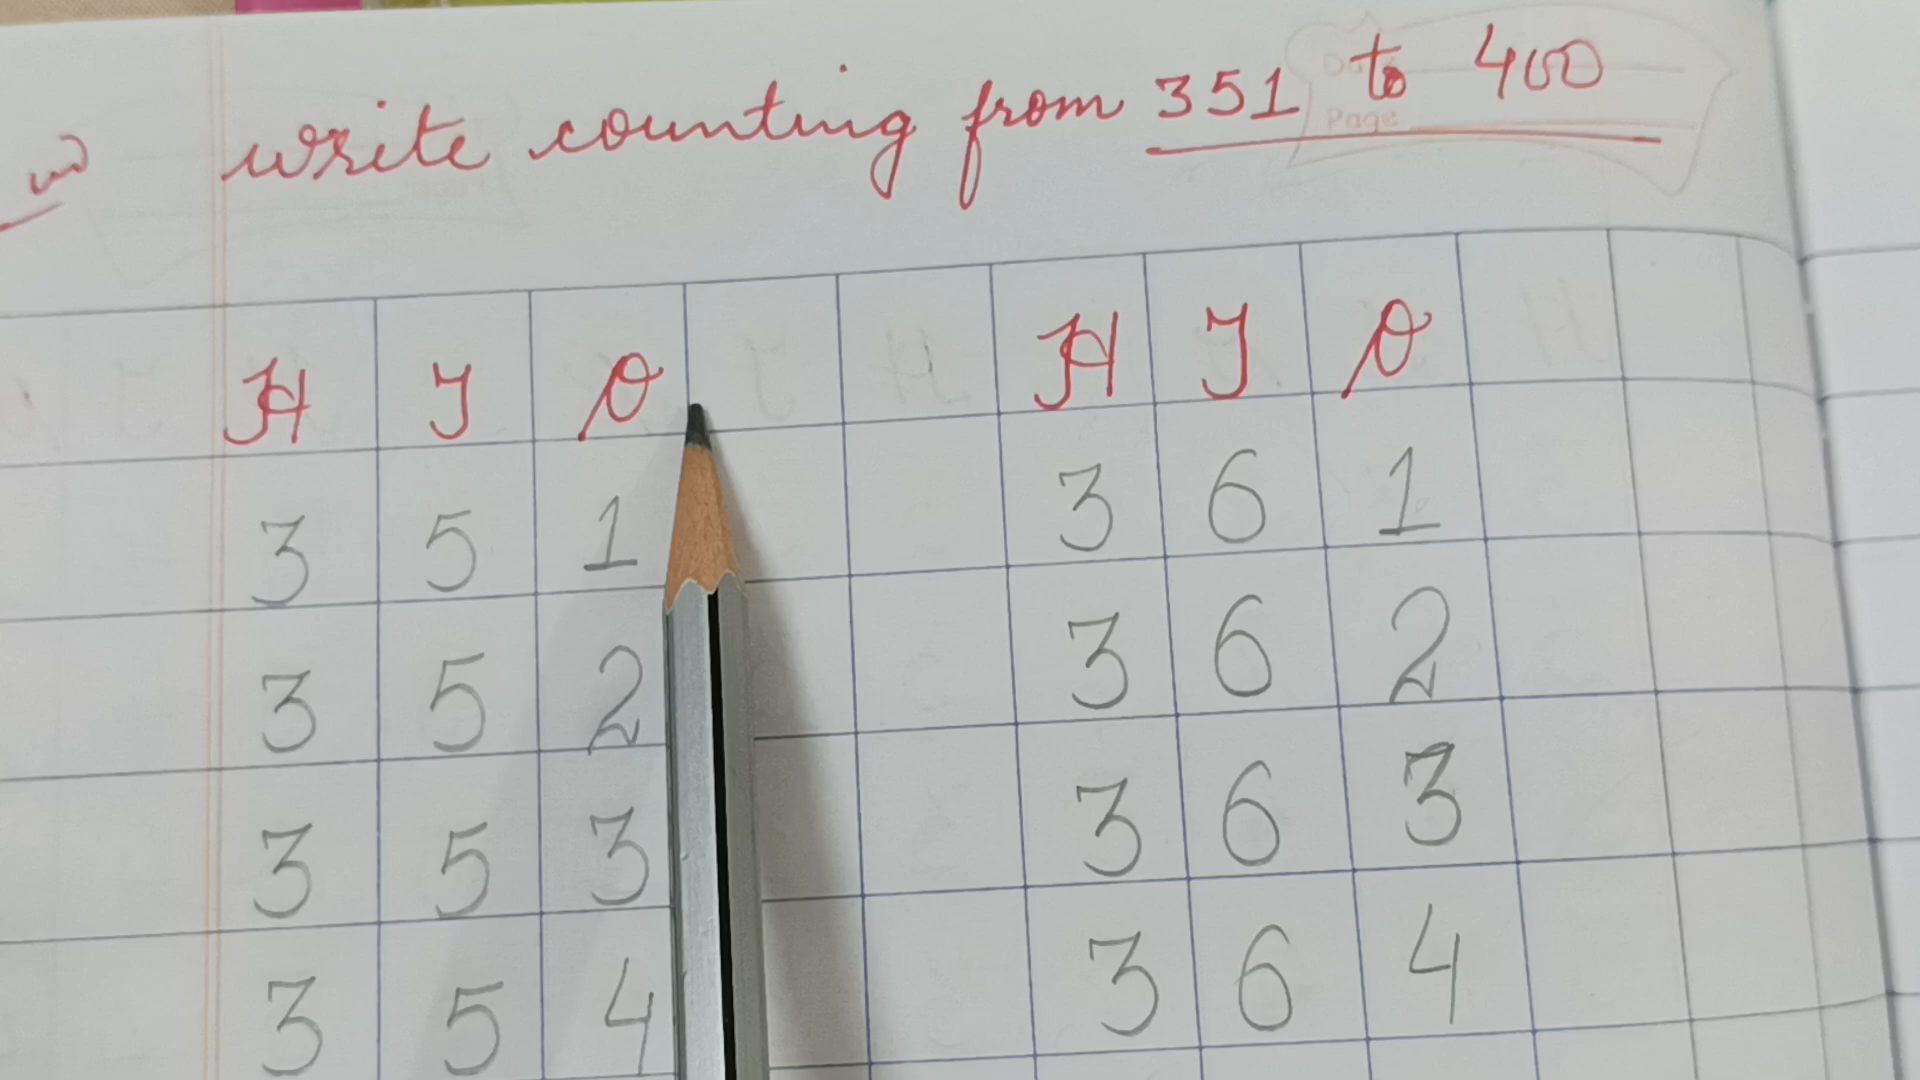 write counting from 351 to 400
Page
H T O H T O
3 5 1 3 6 1
3 5 2 3 6 2
3 5 3 3 6 3
3 5 4 3 6 4